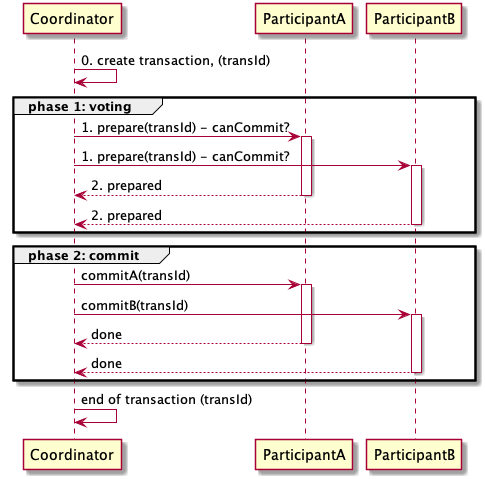 Coordinator ParticipantA ParticipantB
0. create transaction, (transId)
phase 1: voting
1. prepare(transId) - canCommit?
1. prepare(transId) - canCommit?
2. prepared
2. prepared
phase 2: commit
commitA(transId)
commitB(transId)
done
done
end of transaction (transId)
Coordinator ParticipantA ParticipantB